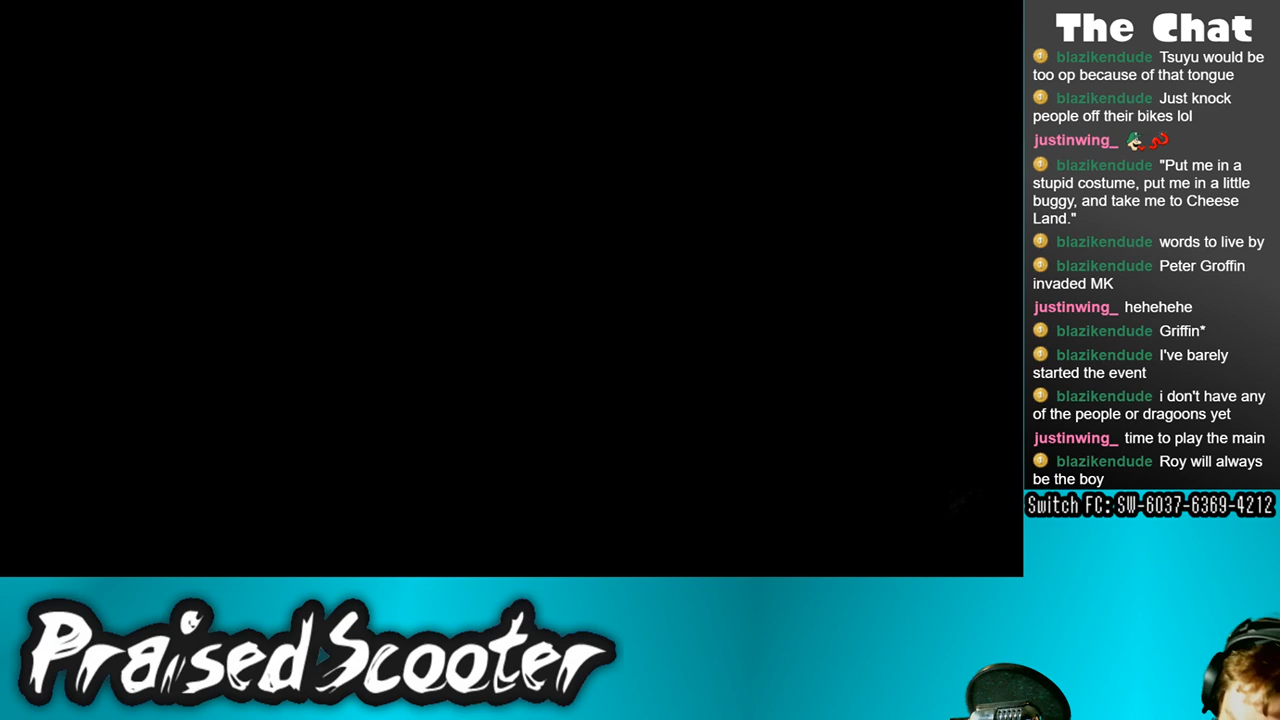 The Chat
blazikendude Tsuyu would be
too op because of that tongue
blazikendude Just knock
people off their bikes lol
justinwing_
blazikendude "Put me in a
stupid costume, put me in a little
buggy, and take me to Cheese
Land."
blazikendude words to live by
blazikendude Peter Groffin
invaded MK
justinwing_ hehehehe
blazikendude Griffin*
blazikendude I've barely
started the event
blazikendude i don't have any
of the people or dragoons yet
justinwing_ time to play the main
blazikendude Roy will always
be the boy
Switch FC: SW-6037-6369-4212
PraisedScooter